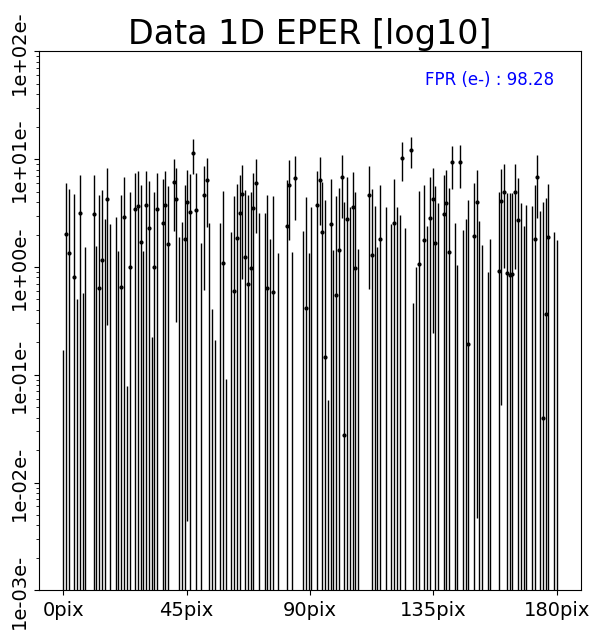 Data 1D EPER [log10]
FPR (e-) : 98.28
1e+02e-
1e+01e-
1e+00e-
1e-01e-
1e-02e-
1e-03e-
0pix 45pix 90pix 135pix 180pix